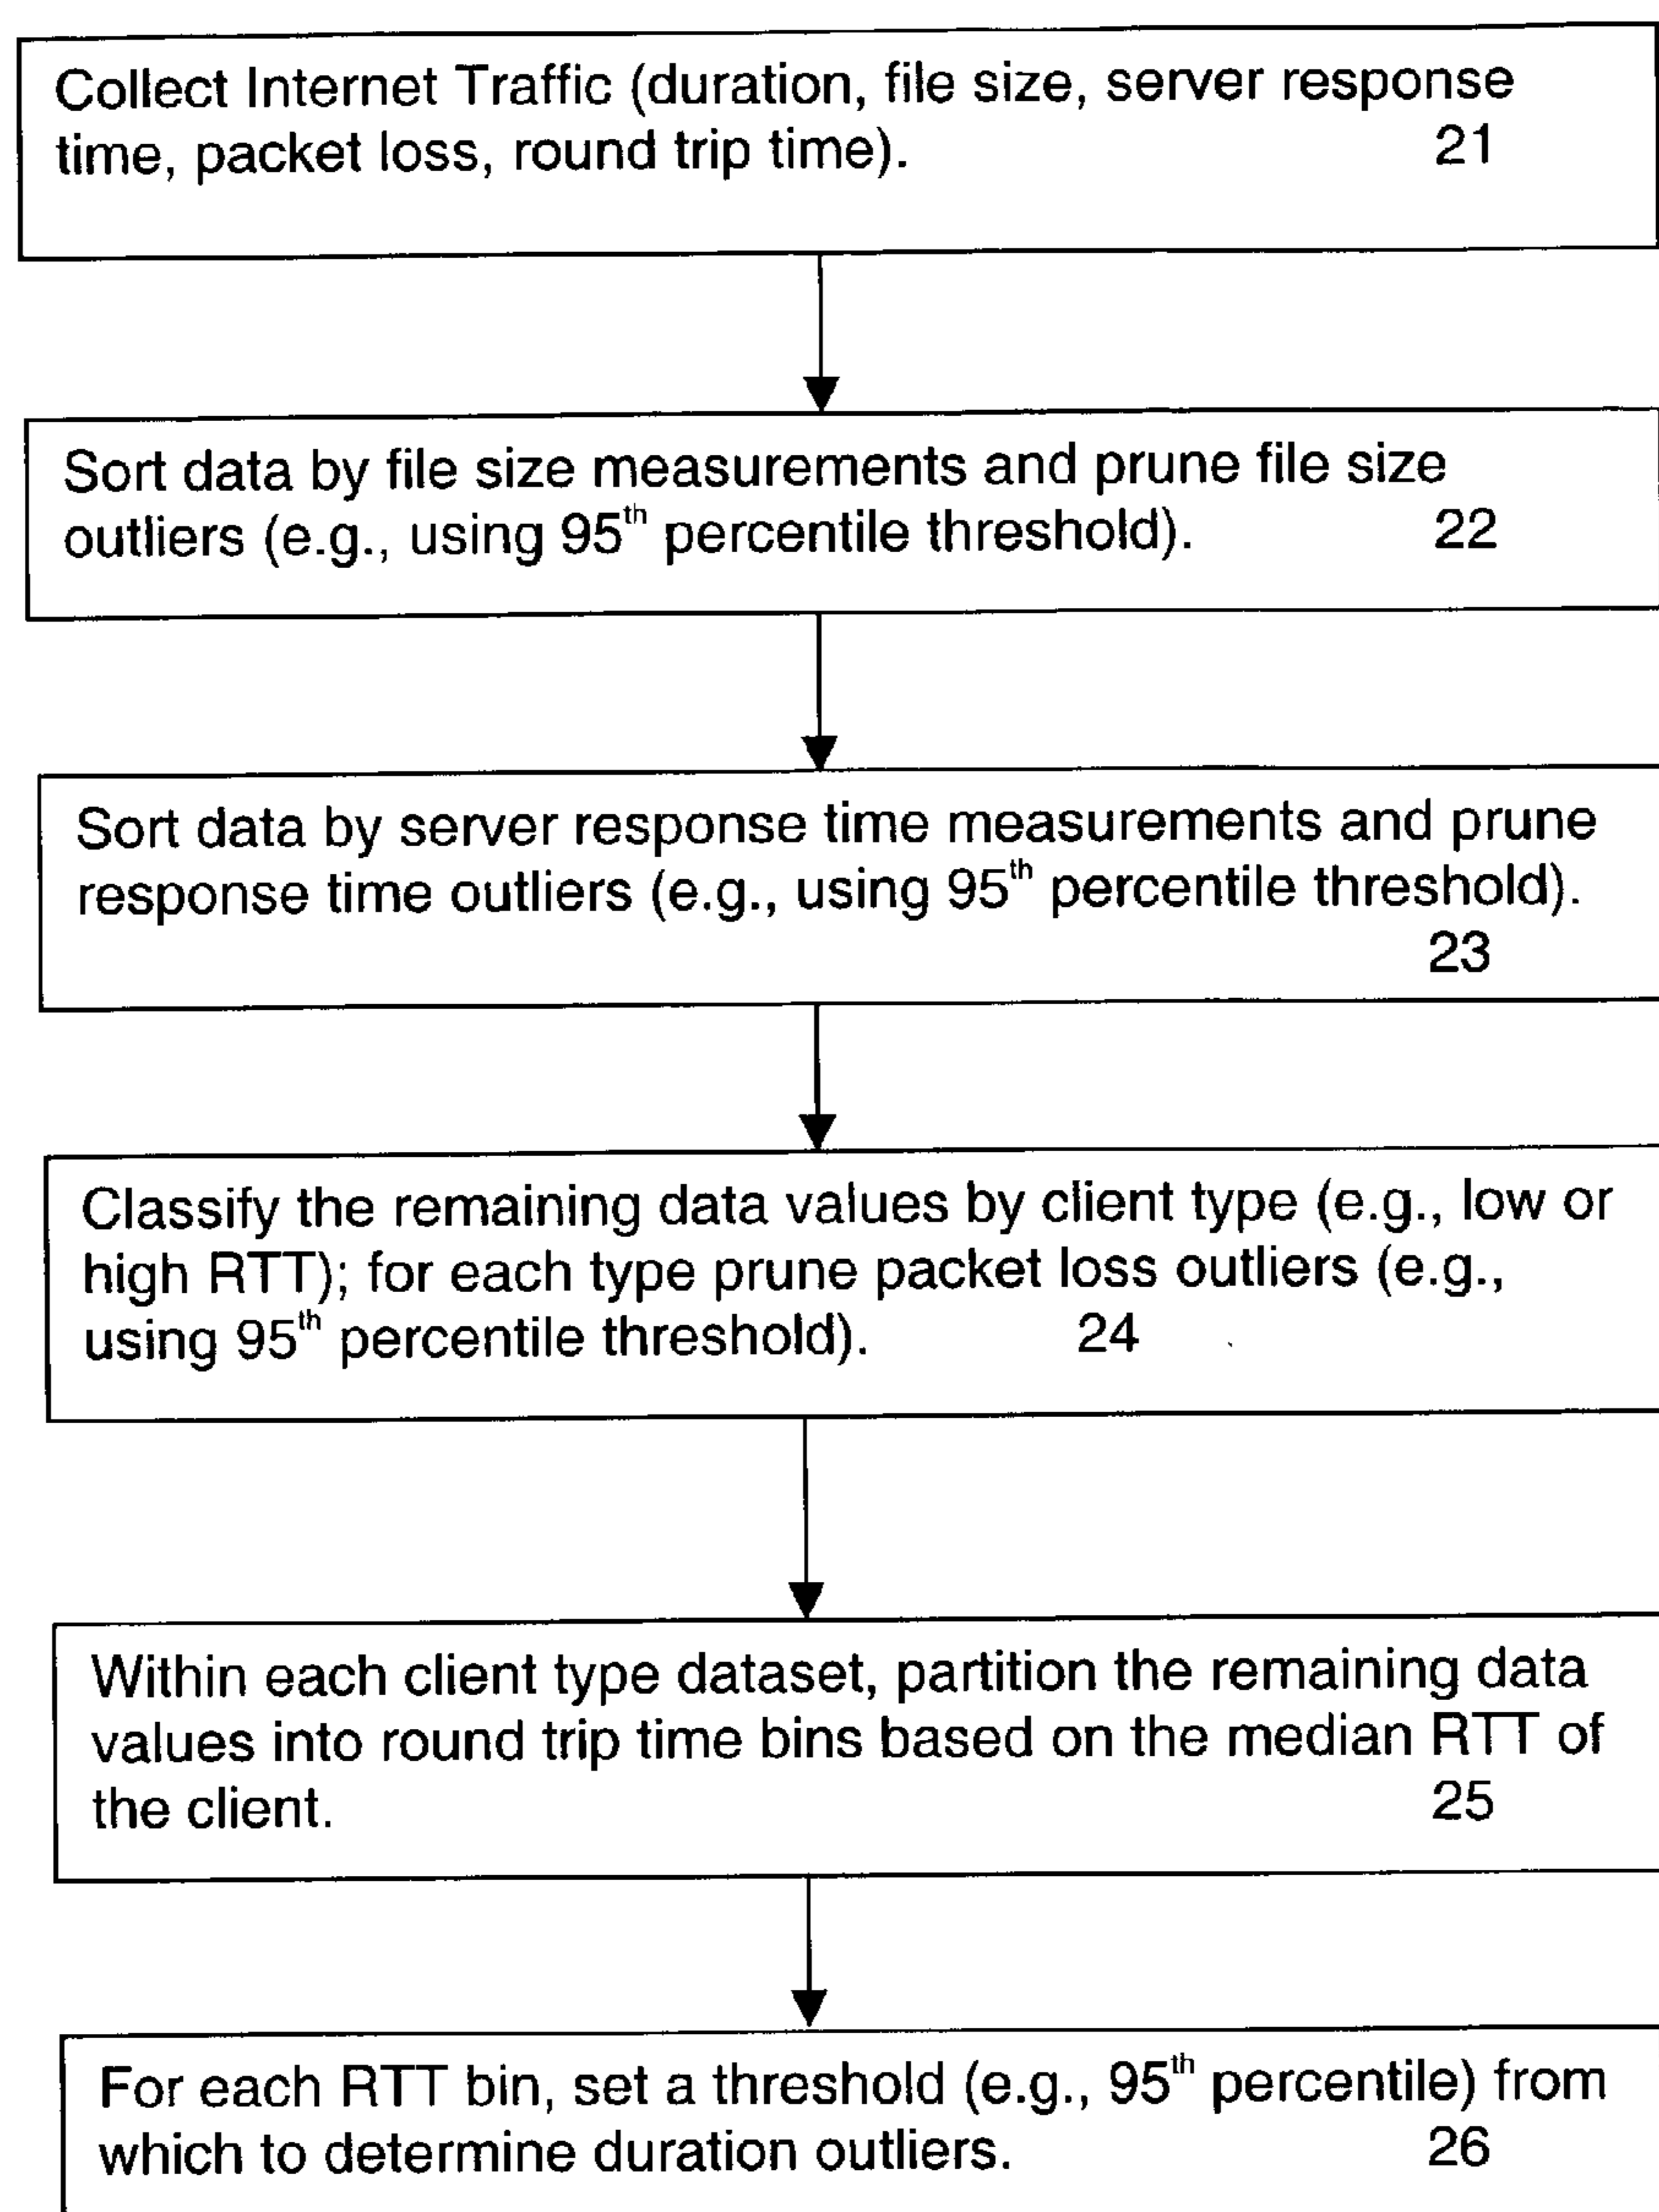 Collect Internet Traffic (duration, file size, server response
time, packet loss, round trip time). 21
Sort data by file size measurements and prune file size
outliers (e.g., using 95th percentile threshold). 22
Sort data by server response time measurements and prune
response time outliers (e.g., using 95th percentile threshold).
23
Classify the remaining data values by client type (e.g., low or
high RTT); for each type prune packet loss outliers (e.g.,
using 95th percentile threshold). 24
Within each client type dataset, partition the remaining data
values into round trip time bins based on the median RTT of
the client. 25
For each RTT bin, set a threshold (e.g., 95th percentile) from
which to determine duration outliers. 26